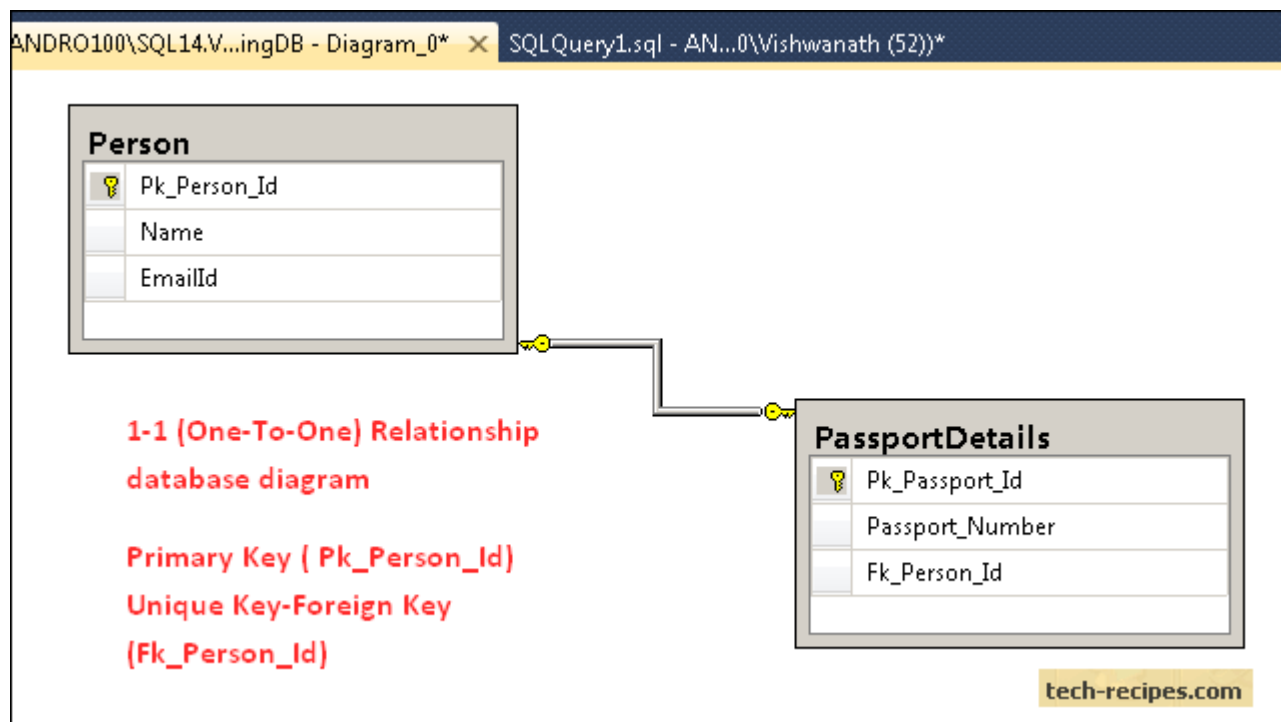 ANDRO100\SQL14.V...ingDB - Diagram_0* SQLQuery1.sql - AN...0\Vishwanath (52))*
Person
Pk_Person_Id
Name
EmailId
1-1 (One-To-One) Relationship
database diagram
Primary Key ( Pk_Person_Id)
Unique Key-Foreign Key
(Fk_Person_Id)
PassportDetails
Pk_Passport_Id
Passport_Number
Fk_Person_Id
tech-recipes.com